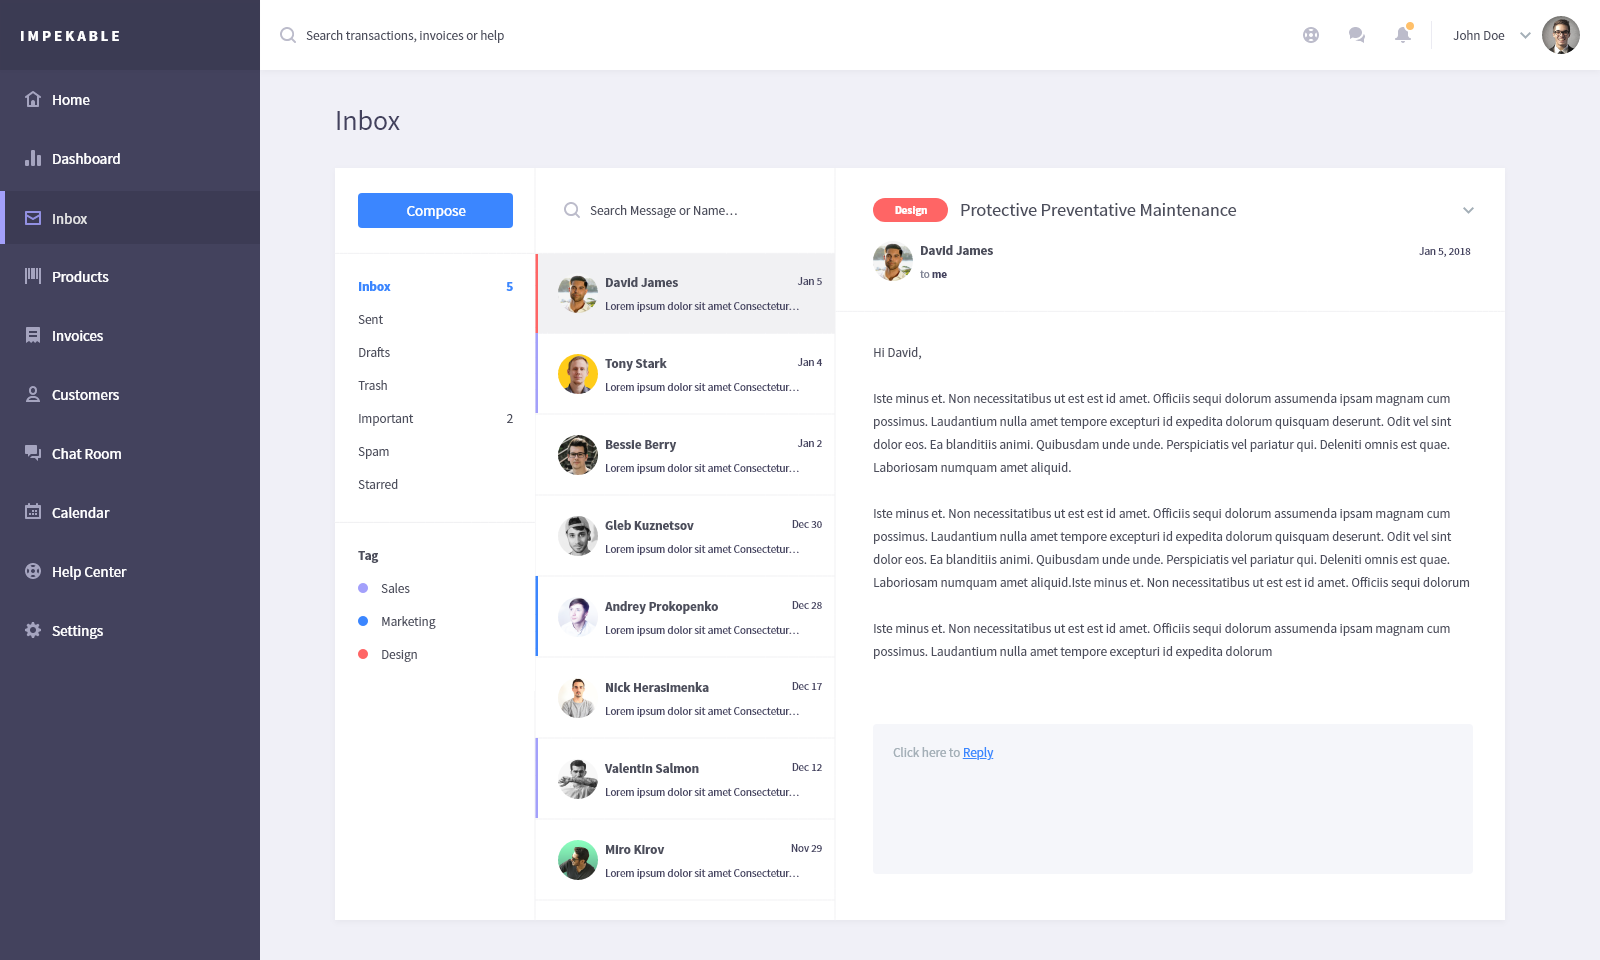 IMPEKABLE
Search transactions, invoices or help
John Doe
Home
Dashboard
Inbox
Products
Invoices
Customers
Chat Room
Calendar
Help Center
Settings
Inbox
Compose
Inbox 5
Sent
Drafts
Trash
Important 2
Spam
Starred
Tag
Sales
Marketing
Design
Search Message or Name...
David James Jan 5
Lorem ipsum dolor sit amet Consectetur...
Tony Stark Jan 4
Lorem ipsum dolor sit amet Consectetur...
Bessie Berry Jan 2
Lorem ipsum dolor sit amet Consectetur...
Gleb Kuznetsov Dec 30
Lorem ipsum dolor sit amet Consectetur...
Andrey Prokopenko Dec 28
Lorem ipsum dolor sit amet Consectetur...
Nick Herasimenka Dec 17
Lorem ipsum dolor sit amet Consectetur...
Valentin Salmon Dec 12
Lorem ipsum dolor sit amet Consectetur...
Miro Kirov Nov 29
Lorem ipsum dolor sit amet Consectetur...
Design Protective Preventative Maintenance
David James Jan 5, 2018
to me
Hi David,
Iste minus et. Non necessitatibus ut est est id amet. Officiis sequi dolorum assumenda ipsam magnam cum
possimus. Laudantium nulla amet tempore excepturi id expedita dolorum quisquam deserunt. Odit vel sint
dolor eos. Ea blanditiis animi. Quibusdam unde unde. Perspiciatis vel pariatur qui. Deleniti omnis est quae.
Laboriosam numquam amet aliquid.
Iste minus et. Non necessitatibus ut est est id amet. Officiis sequi dolorum assumenda ipsam magnam cum
possimus. Laudantium nulla amet tempore excepturi id expedita dolorum quisquam deserunt. Odit vel sint
dolor eos. Ea blanditiis animi. Quibusdam unde unde. Perspiciatis vel pariatur qui. Deleniti omnis est quae.
Laboriosam numquam amet aliquid.Iste minus et. Non necessitatibus ut est est id amet. Officiis sequi dolorum
Iste minus et. Non necessitatibus ut est est id amet. Officiis sequi dolorum assumenda ipsam magnam cum
possimus. Laudantium nulla amet tempore excepturi id expedita dolorum
Click here to Reply